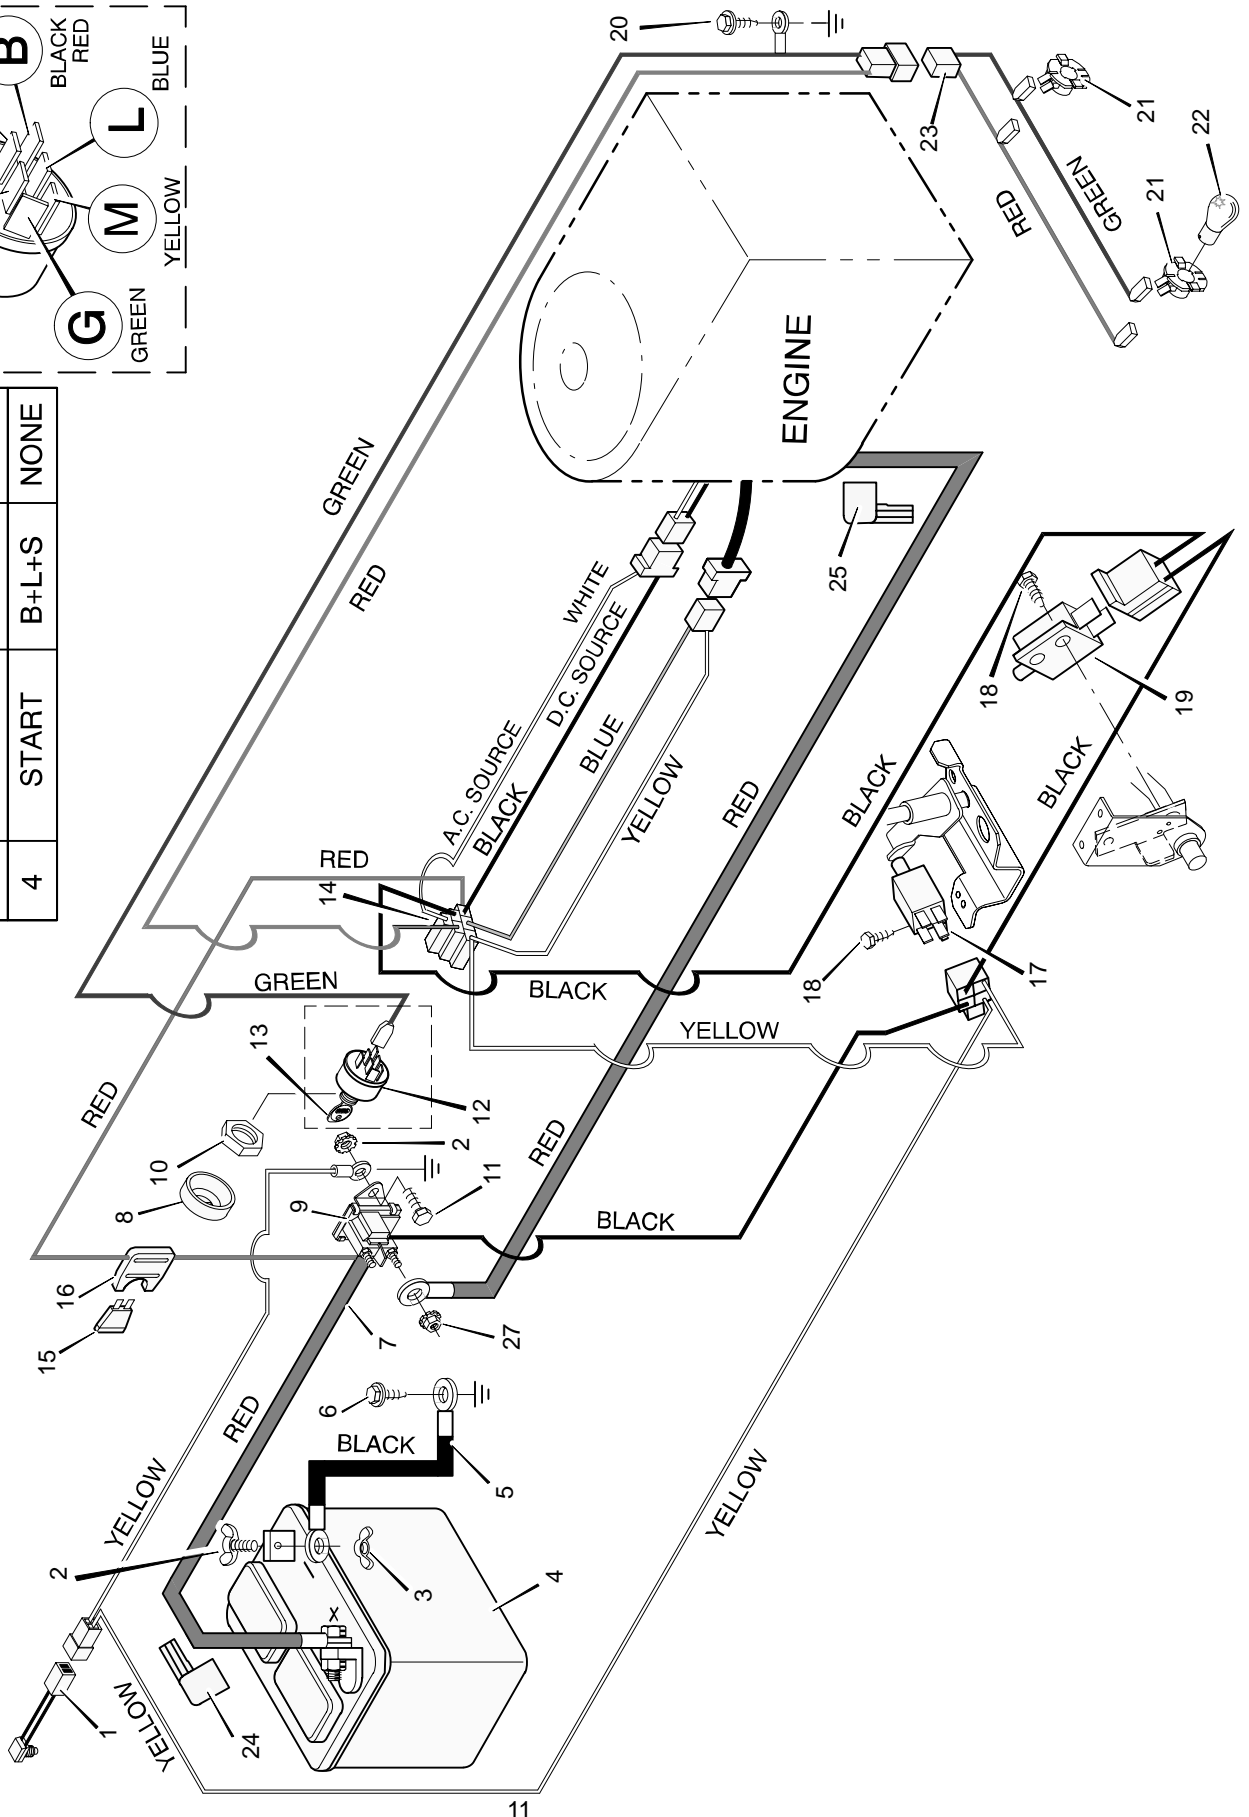 B
BLACK
RED
L
BLUE
M
YELLOW
G
GREEN
4 START B+L+S NONE
20
21
22
23
21
RED
GREEN
ENGINE
25
GREEN
RED
WHITE
A.C. SOURCE
D.C. SOURCE
BLACK
BLUE
YELLOW
RED
RED
14
GREEN
BLACK
YELLOW
BLACK
BLACK
18
19
18
17
RED
13
12
10
2
8
9
11
RED
BLACK
16
15
7
27
RED
6
BLACK
5
YELLOW
2
3
4
X
1
YELLOW
24
YELLOW
11